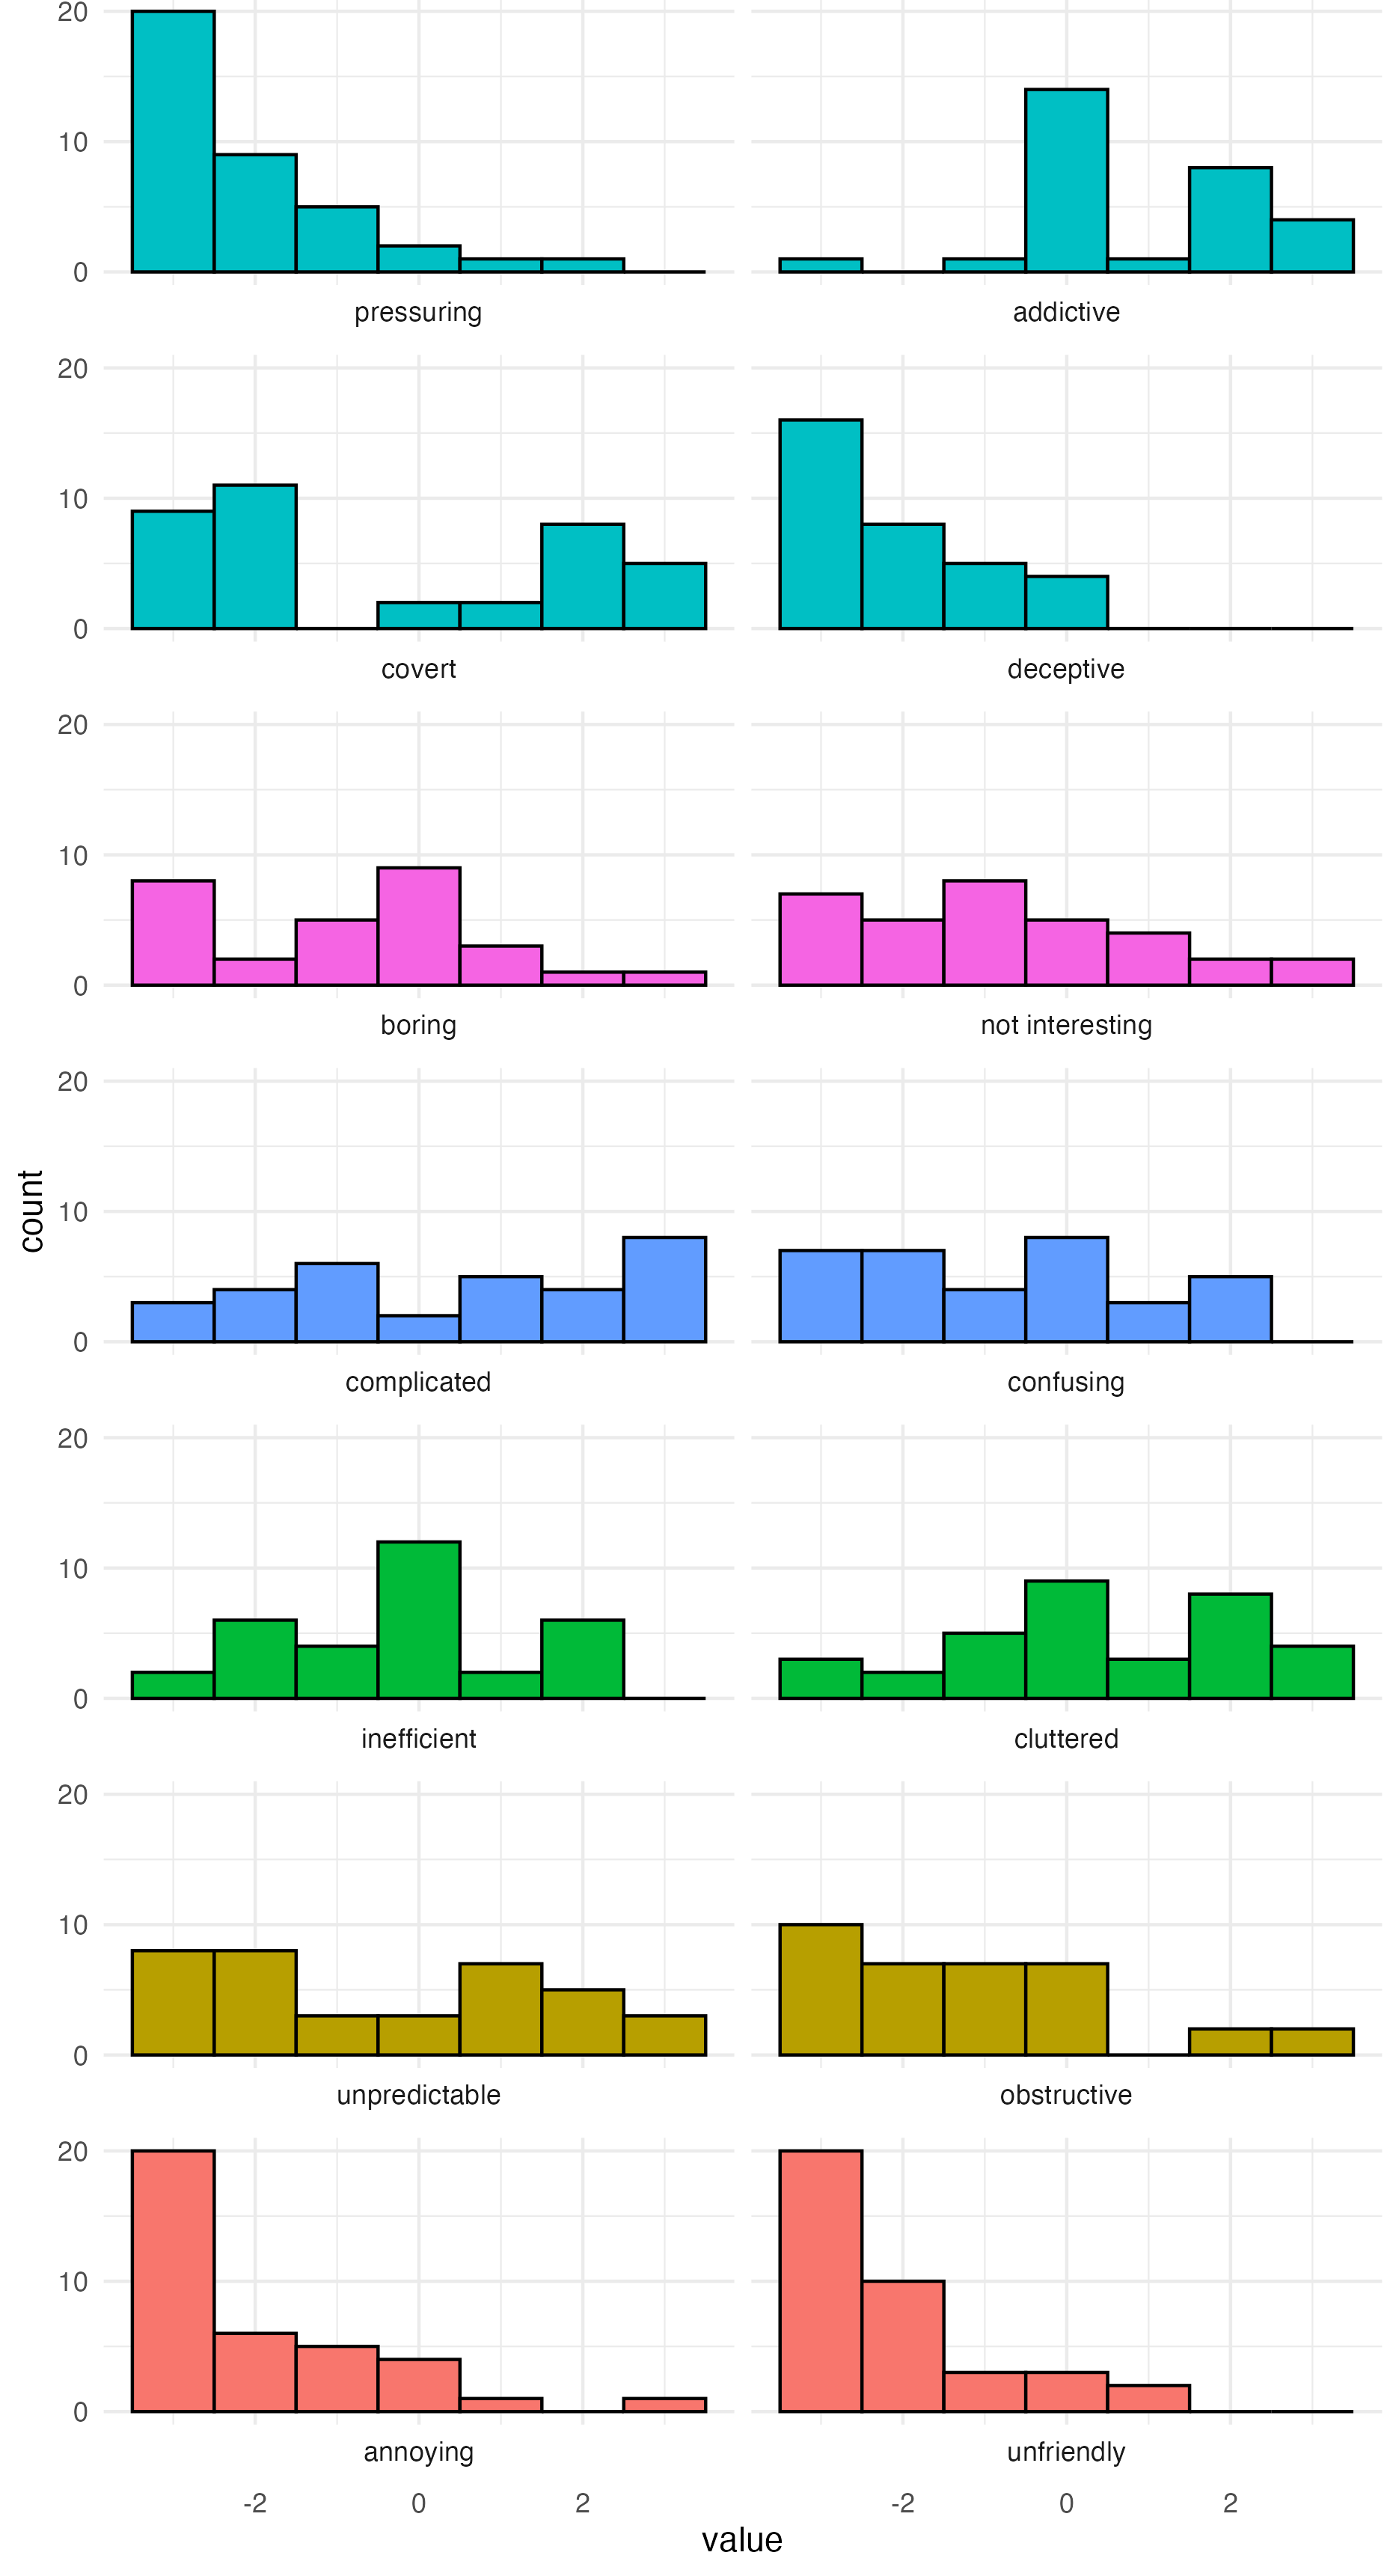 20
10
0
pressuring
addictive
20
10
0
covert
deceptive
20
10
0
boring
not interesting
count
20
10
0
complicated
confusing
20
10
0
inefficient
cluttered
20
10
0
unpredictable
obstructive
20
10
0
annoying
unfriendly
-2 0 2
-2 0 2
value